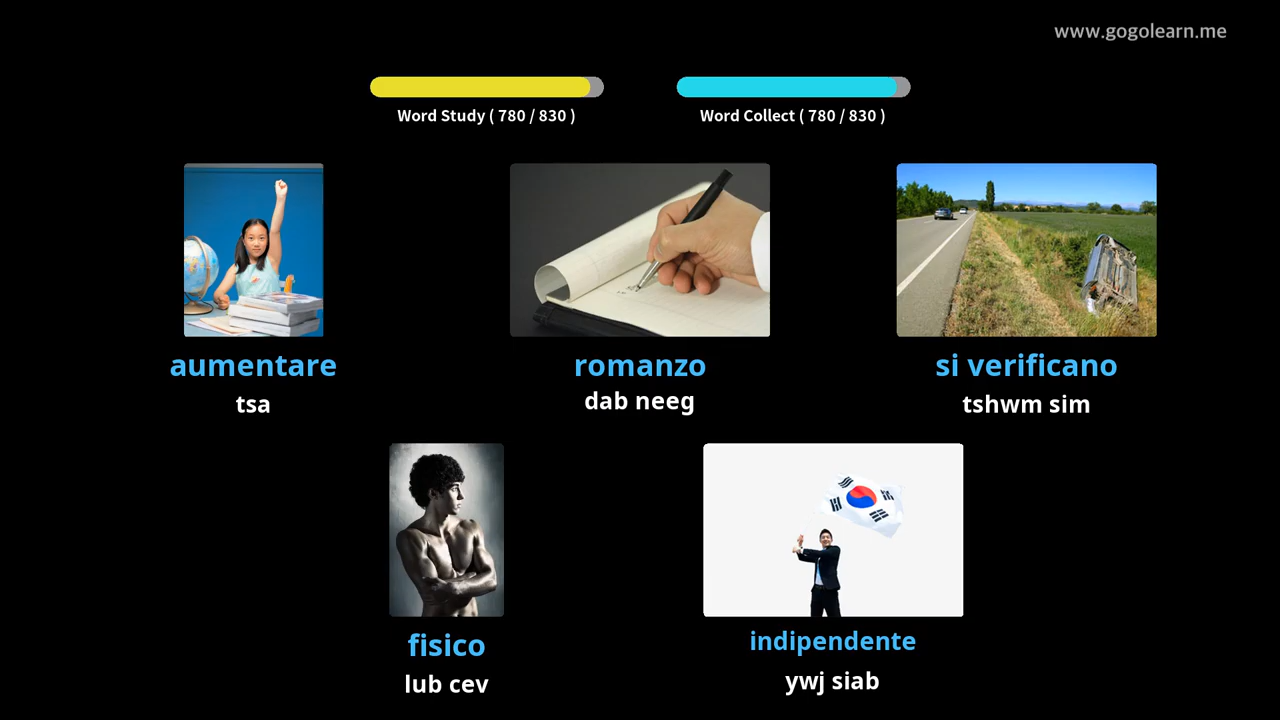 www.gogolearn.me
Word Study ( 780 / 830 )
Word Collect ( 780 / 830 )
aumentare
tsa
romanzo
dab neeg
si verificano
tshwm sim
fisico
lub cev
indipendente
ywj siab